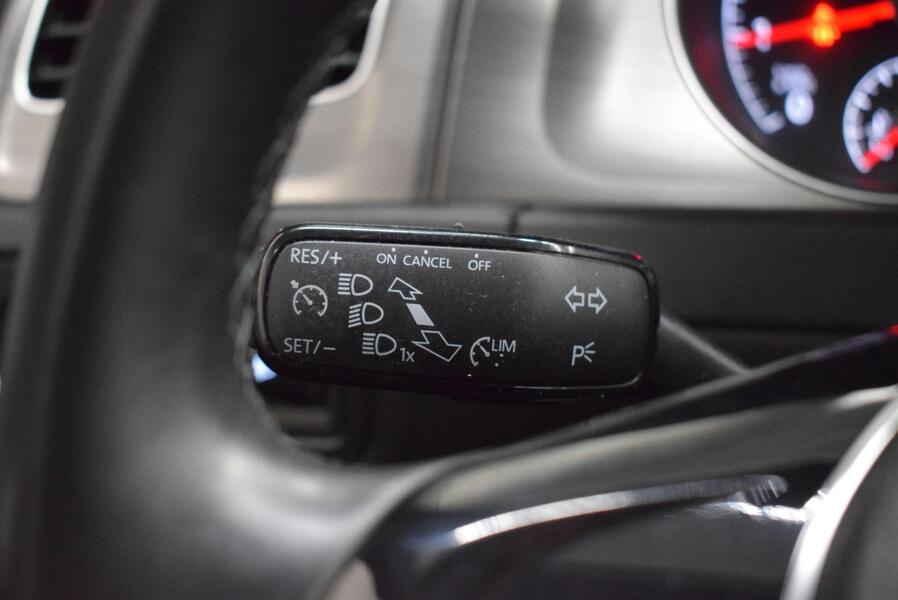 RES/+ ON CANCEL OFF
1x LIM
SET/- P